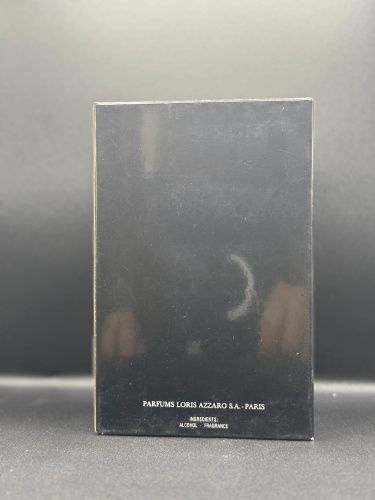 PARFUMS LORIS AZZARO S.A. - PARIS
INGREDIENTS:
ALCOHOL - FRAGRANCE